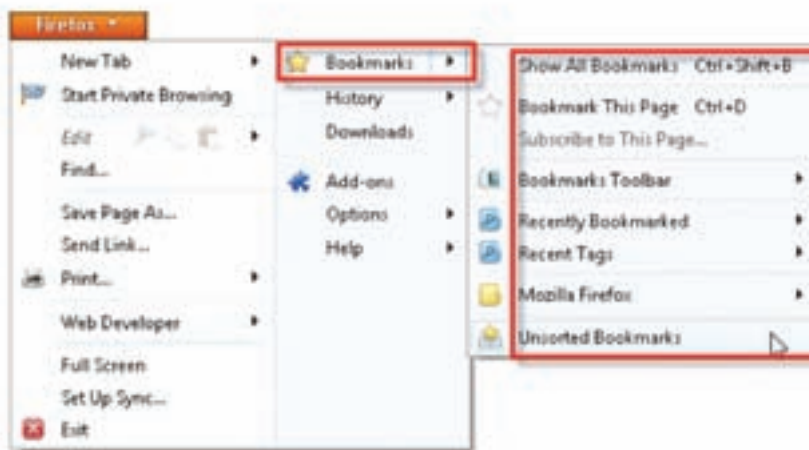 Firefox
New Tab
Start Private Browsing
Edit
Find...
Save Page As...
Send Link...
Print...
Web Developer
Full Screen
Set Up Sync...
Exit
Bookmarks
History
Downloads
Add-ons
Options
Help
Show All Bookmarks Ctrl+Shift+B
Bookmark This Page Ctrl+D
Subscribe to This Page...
Bookmarks Toolbar
Recently Bookmarked
Recent Tags
Mozilla Firefox
Unsorted Bookmarks